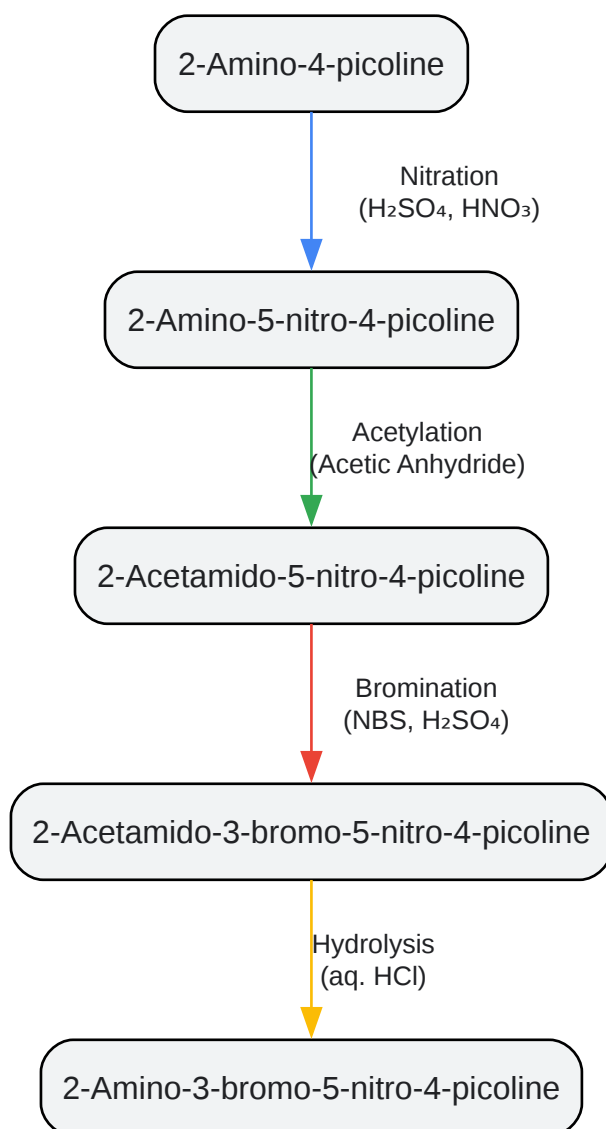 2-Amino-4-picoline
Nitration
(H₂SO₄, HNO₃)
2-Amino-5-nitro-4-picoline
Acetylation
(Acetic Anhydride)
2-Acetamido-5-nitro-4-picoline
Bromination
(NBS, H₂SO₄)
2-Acetamido-3-bromo-5-nitro-4-picoline
Hydrolysis
(aq. HCl)
2-Amino-3-bromo-5-nitro-4-picoline